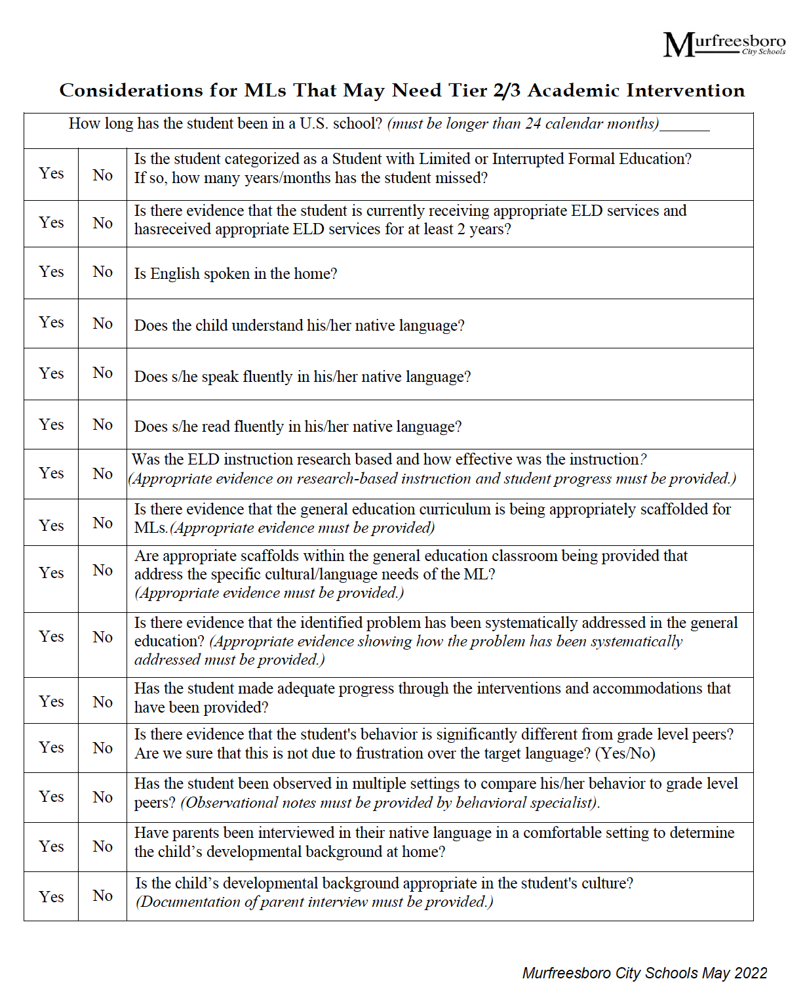 Murfreesboro
City Schools
Considerations for MLs That May Need Tier 2/3 Academic Intervention
How long has the student been in a U.S. school? (must be longer than 24 calendar months)______
Yes No Is the student categorized as a Student with Limited or Interrupted Formal Education?
If so, how many years/months has the student missed?
Yes No Is there evidence that the student is currently receiving appropriate ELD services and
hasreceived appropriate ELD services for at least 2 years?
Yes No Is English spoken in the home?
Yes No Does the child understand his/her native language?
Yes No Does s/he speak fluently in his/her native language?
Yes No Does s/he read fluently in his/her native language?
Yes No Was the ELD instruction research based and how effective was the instruction?
(Appropriate evidence on research-based instruction and student progress must be provided.)
Yes No Is there evidence that the general education curriculum is being appropriately scaffolded for
MLs.(Appropriate evidence must be provided)
Yes No Are appropriate scaffolds within the general education classroom being provided that
address the specific cultural/language needs of the ML?
(Appropriate evidence must be provided.)
Yes No Is there evidence that the identified problem has been systematically addressed in the general
education? (Appropriate evidence showing how the problem has been systematically
addressed must be provided.)
Yes No Has the student made adequate progress through the interventions and accommodations that
have been provided?
Yes No Is there evidence that the student's behavior is significantly different from grade level peers?
Are we sure that this is not due to frustration over the target language? (Yes/No)
Yes No Has the student been observed in multiple settings to compare his/her behavior to grade level
peers? (Observational notes must be provided by behavioral specialist).
Yes No Have parents been interviewed in their native language in a comfortable setting to determine
the child’s developmental background at home?
Yes No Is the child’s developmental background appropriate in the student's culture?
(Documentation of parent interview must be provided.)
Murfreesboro City Schools May 2022